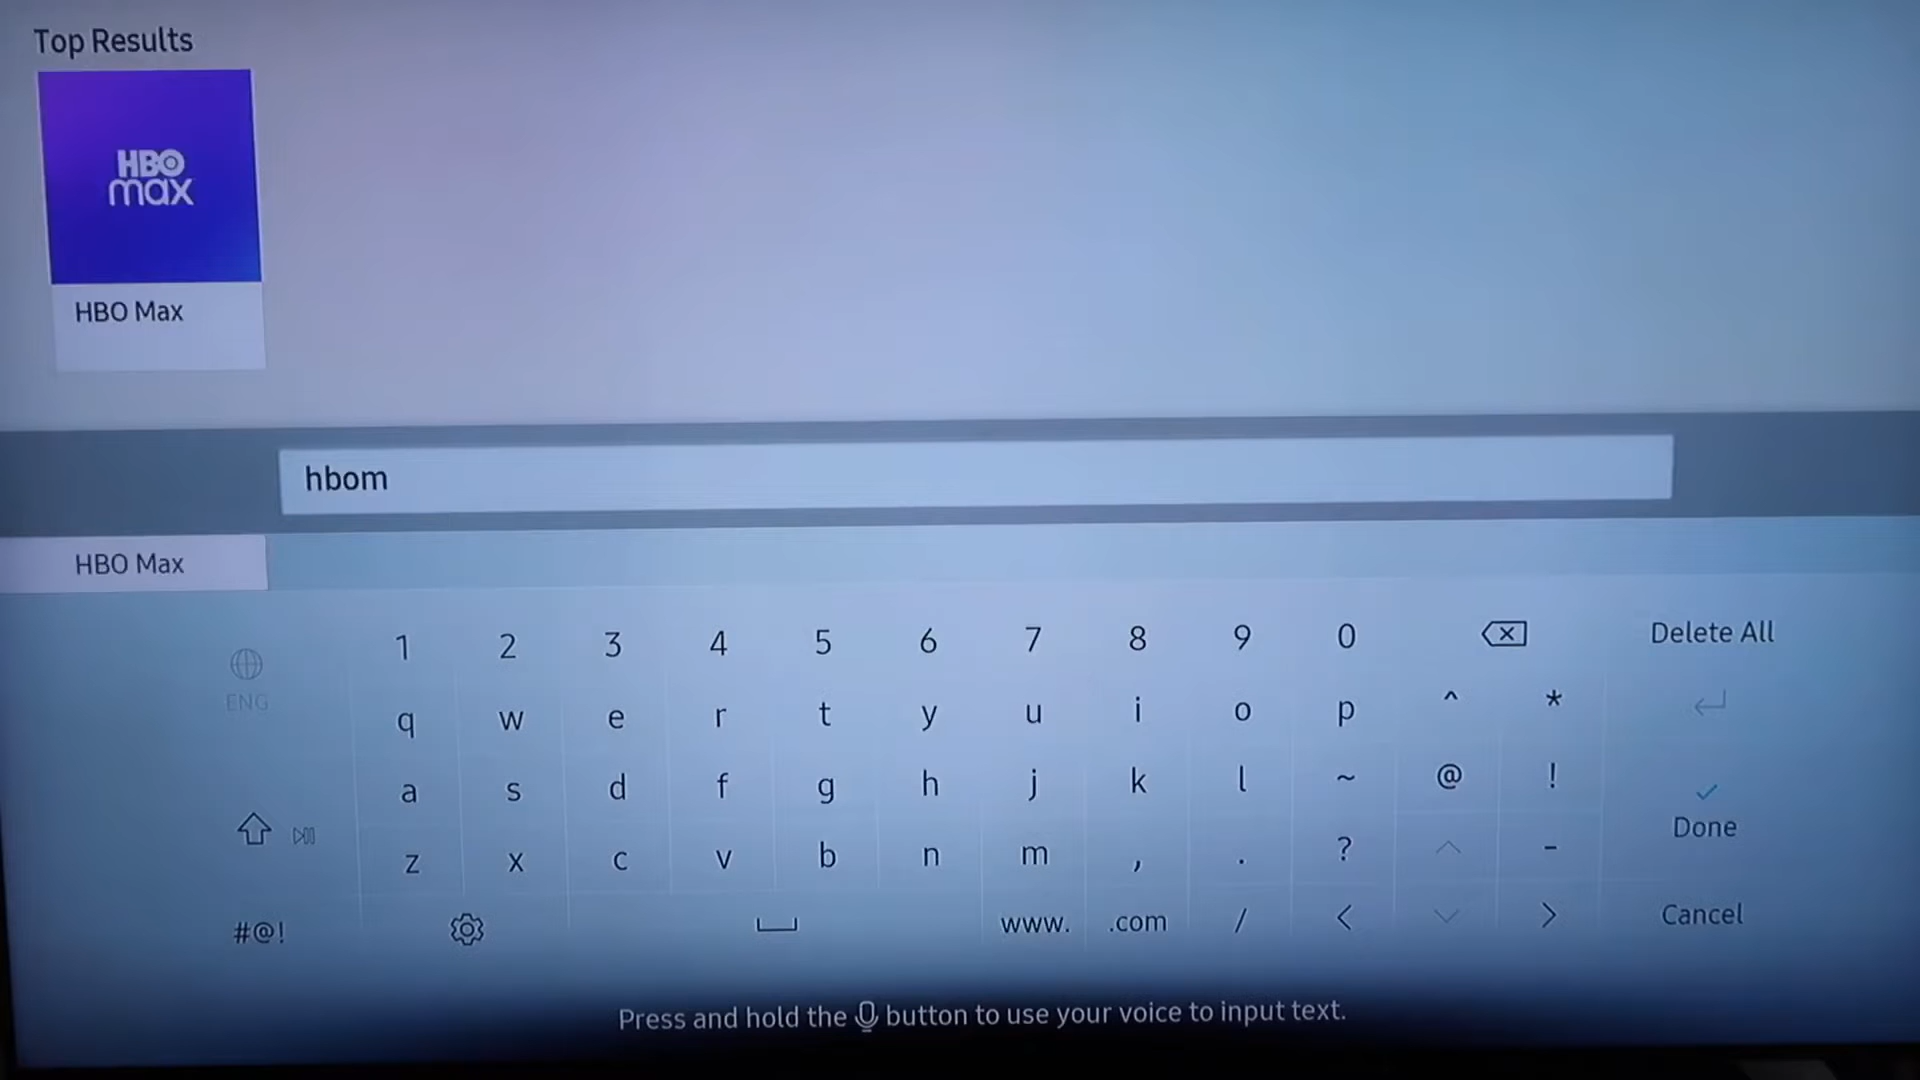 Top Results
HBO
max
HBO Max
hbom
HBO Max
1 2 3 4 5 6 7 8 9 0 Delete All
ENG
q w e r t y u i o p ^ *
a s d f g h j k l ~ @ !
Done
z x c v b n m , . ? -
#@! www. .com / < > Cancel
Press and hold the button to use your voice to input text.